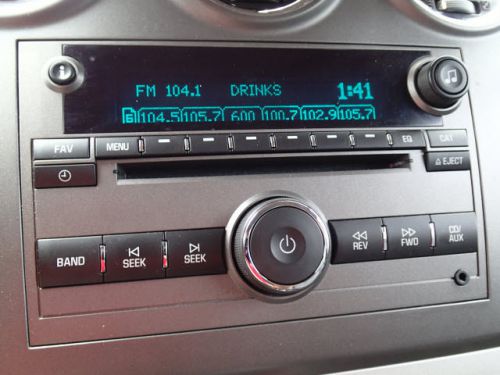 FM 104.1 DRINKS 1:41
6 104.5 105.7 600 100.7 102.9 105.7
FAV MENU EQ CAT
EJECT
BAND SEEK SEEK REV FWD CD/
AUX